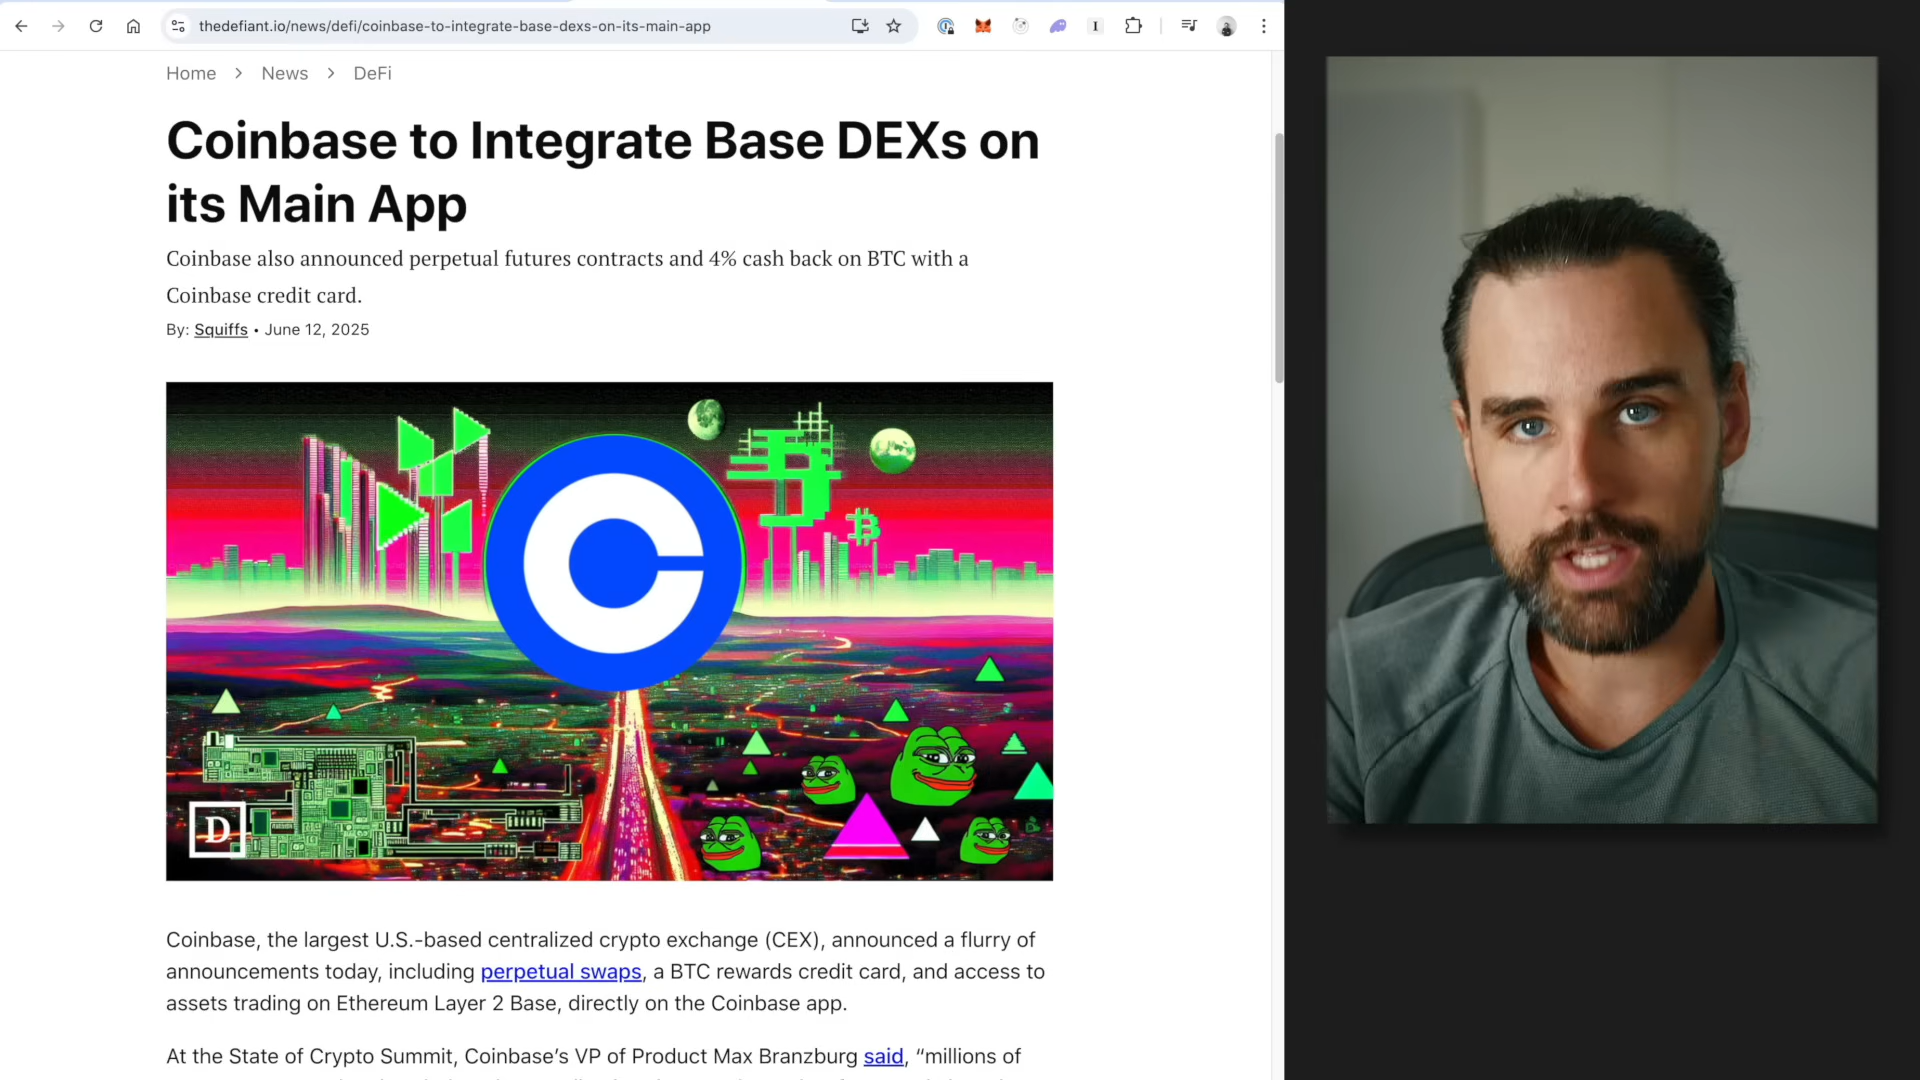 thedefiant.io/news/defi/coinbase-to-integrate-base-dexs-on-its-main-app
Home > News > DeFi
Coinbase to Integrate Base DEXs on
its Main App
Coinbase also announced perpetual futures contracts and 4% cash back on BTC with a
Coinbase credit card.
By: Squiffs • June 12, 2025
D
Coinbase, the largest U.S.-based centralized crypto exchange (CEX), announced a flurry of
announcements today, including perpetual swaps, a BTC rewards credit card, and access to
assets trading on Ethereum Layer 2 Base, directly on the Coinbase app.
At the State of Crypto Summit, Coinbase’s VP of Product Max Branzburg said, “millions of